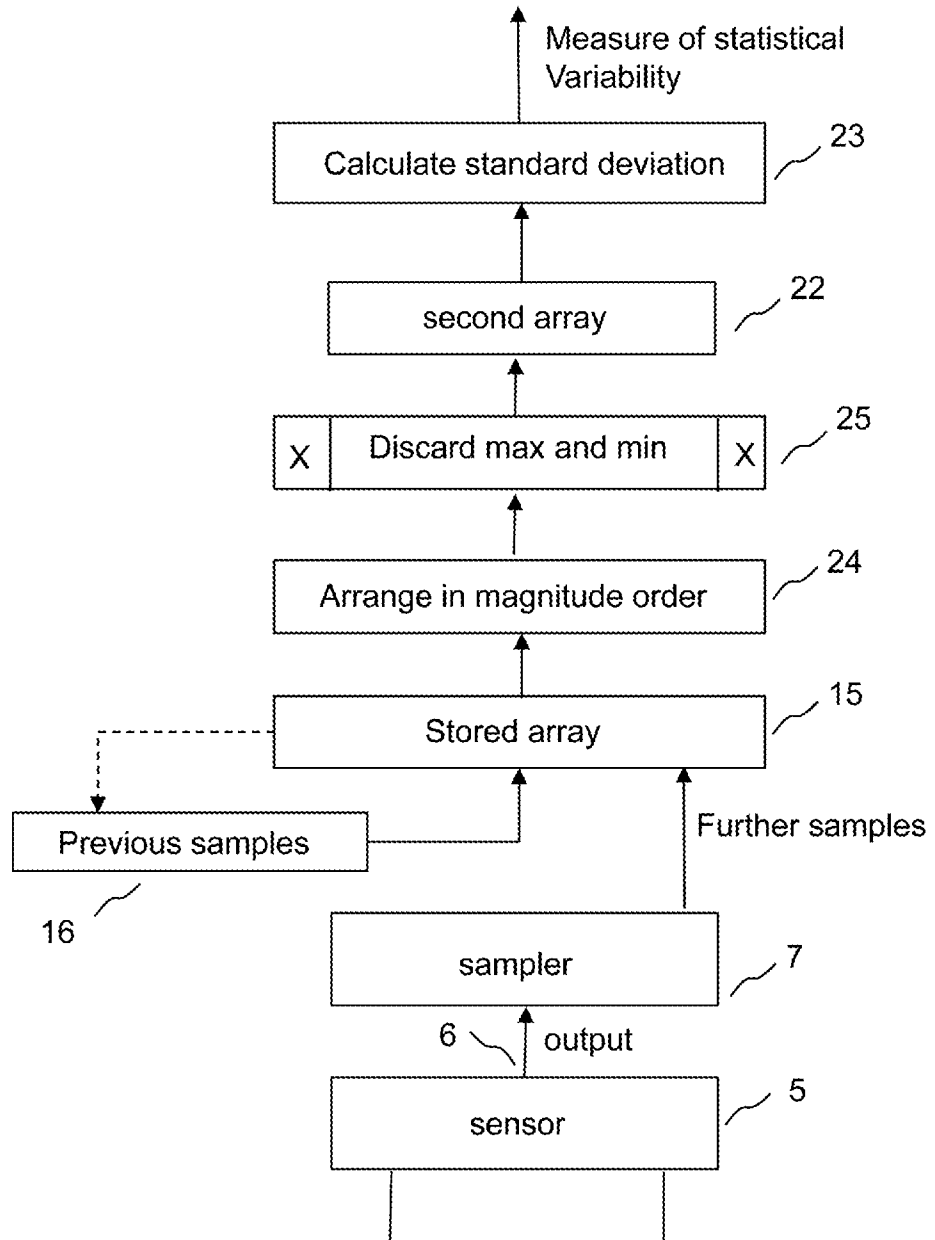 Measure of statistical
Variability
Calculate standard deviation
23
second array
22
X
Discard max and min
X
25
Arrange in magnitude order
24
Stored array
15
Further samples
Previous samples
16
sampler
7
6
output
sensor
5